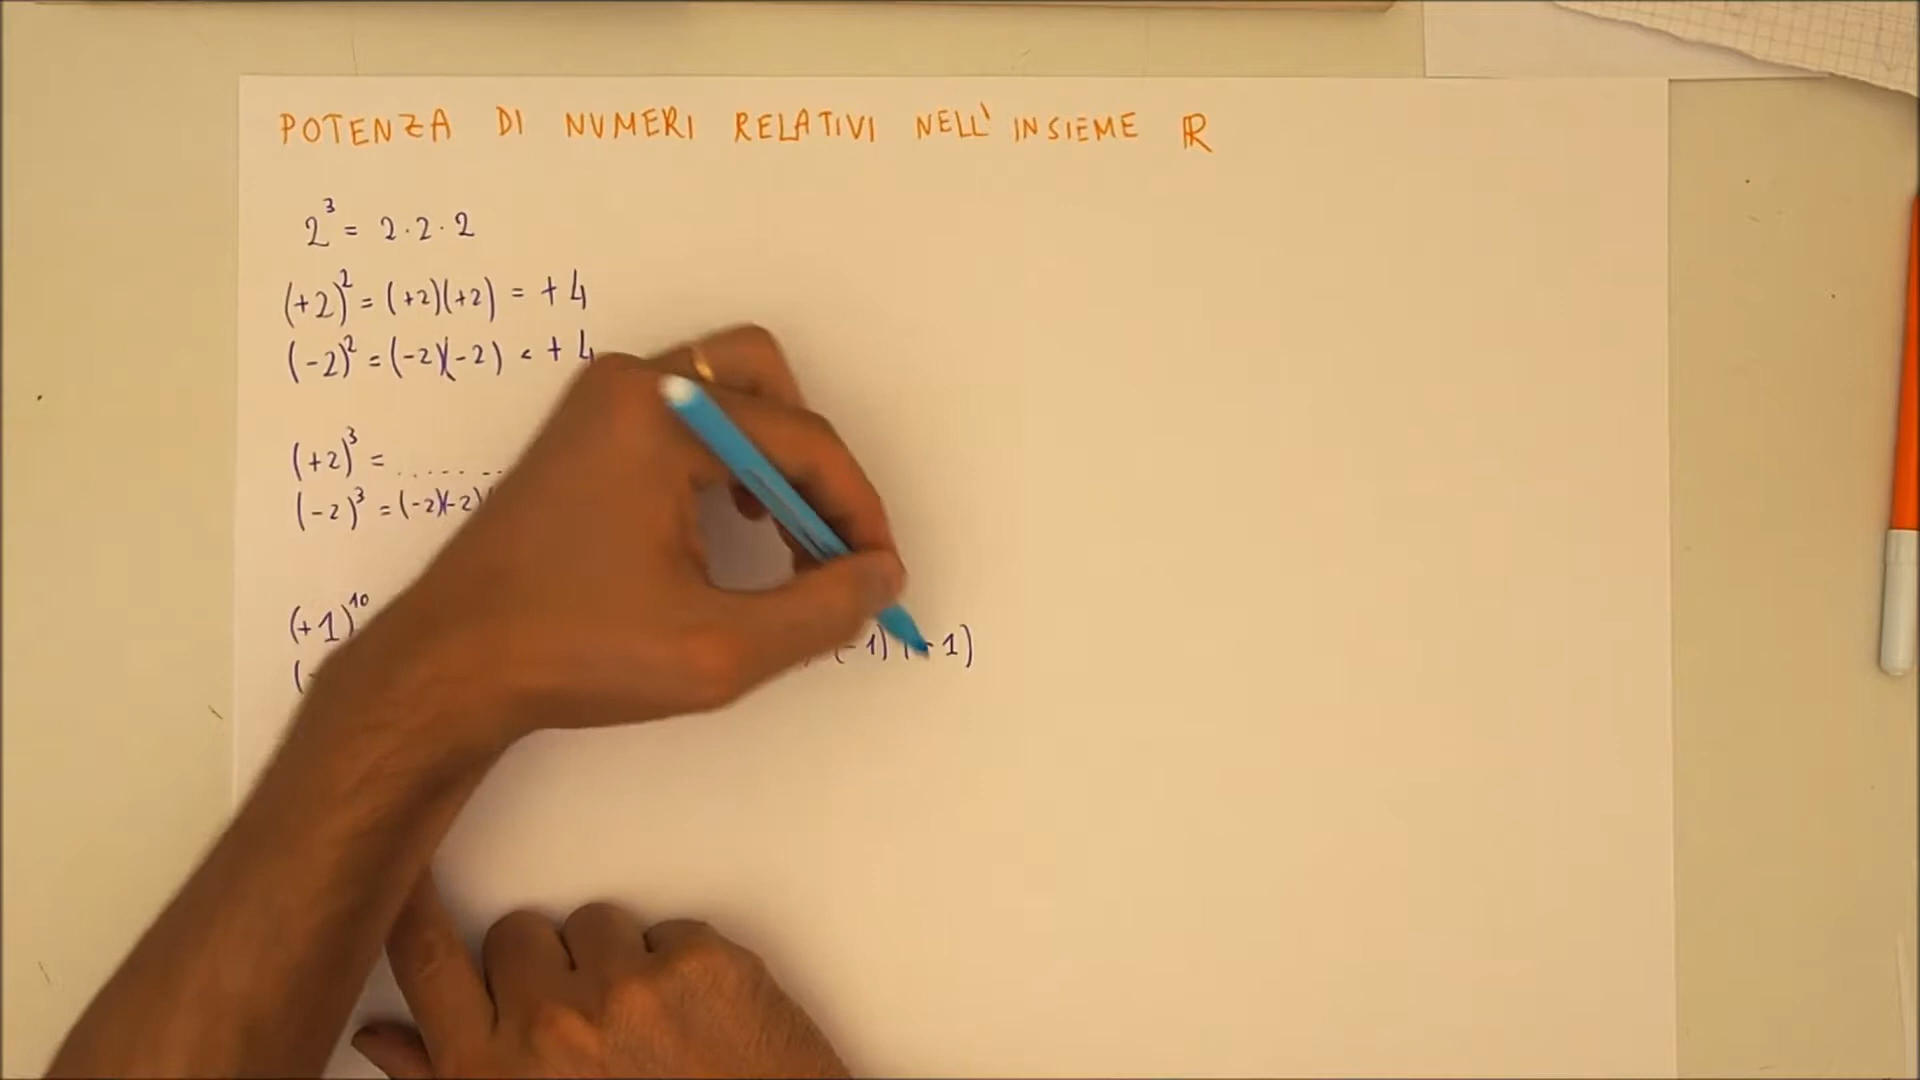 POTENZA DI NUMERI RELATIVI NELL' INSIEME ℝ
2³ = 2·2·2
(+2)² = (+2)(+2) = +4
(-2)² = (-2)(-2) = +4
(+2)³ = ........
(-2)³ = (-2)(-2)
(+1)¹⁰
(-1) (-1)